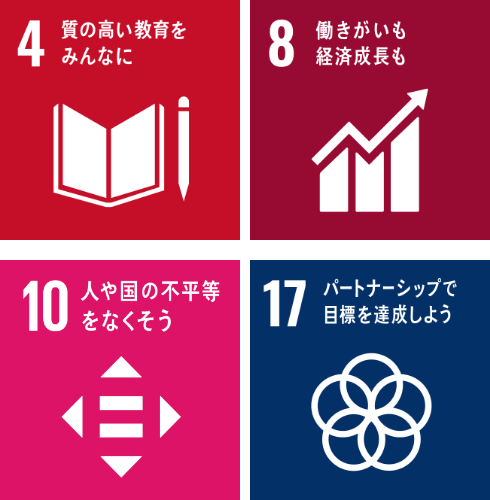 4 質の高い教育を
みんなに
8 働きがいも
経済成長も
10 人や国の不平等
をなくそう
17 パートナーシップで
目標を達成しよう